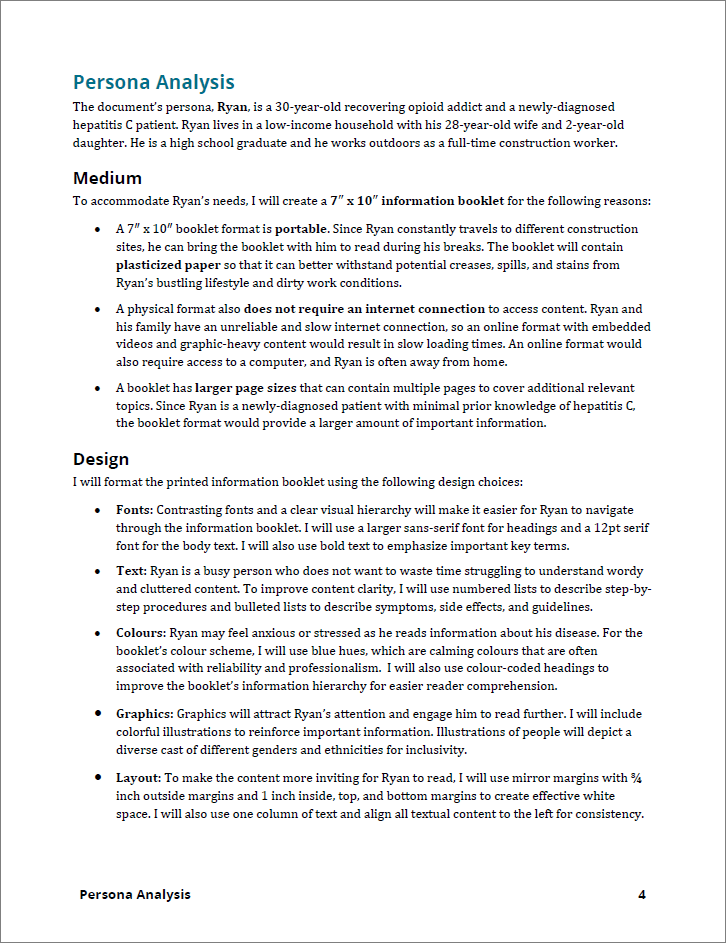 Persona Analysis
The document's persona, Ryan, is a 30-year-old recovering opioid addict and a newly-diagnosed
hepatitis C patient. Ryan lives in a low-income household with his 28-year-old wife and 2-year-old
daughter. He is a high school graduate and he works outdoors as a full-time construction worker.
Medium
To accommodate Ryan's needs, I will create a 7″ x 10″ information booklet for the following reasons:
• A 7″ x 10″ booklet format is portable. Since Ryan constantly travels to different construction
sites, he can bring the booklet with him to read during his breaks. The booklet will contain
plasticized paper so that it can better withstand potential creases, spills, and stains from
Ryan's bustling lifestyle and dirty work conditions.
• A physical format also does not require an internet connection to access content. Ryan and
his family have an unreliable and slow internet connection, so an online format with embedded
videos and graphic-heavy content would result in slow loading times. An online format would
also require access to a computer, and Ryan is often away from home.
• A booklet has larger page sizes that can contain multiple pages to cover additional relevant
topics. Since Ryan is a newly-diagnosed patient with minimal prior knowledge of hepatitis C,
the booklet format would provide a larger amount of important information.
Design
I will format the printed information booklet using the following design choices:
• Fonts: Contrasting fonts and a clear visual hierarchy will make it easier for Ryan to navigate
through the information booklet. I will use a larger sans-serif font for headings and a 12pt serif
font for the body text. I will also use bold text to emphasize important key terms.
• Text: Ryan is a busy person who does not want to waste time struggling to understand wordy
and cluttered content. To improve content clarity, I will use numbered lists to describe step-by-
step procedures and bulleted lists to describe symptoms, side effects, and guidelines.
• Colours: Ryan may feel anxious or stressed as he reads information about his disease. For the
booklet's colour scheme, I will use blue hues, which are calming colours that are often
associated with reliability and professionalism. I will also use colour-coded headings to
improve the booklet's information hierarchy for easier reader comprehension.
• Graphics: Graphics will attract Ryan's attention and engage him to read further. I will include
colorful illustrations to reinforce important information. Illustrations of people will depict a
diverse cast of different genders and ethnicities for inclusivity.
• Layout: To make the content more inviting for Ryan to read, I will use mirror margins with ¾
inch outside margins and 1 inch inside, top, and bottom margins to create effective white
space. I will also use one column of text and align all textual content to the left for consistency.
Persona Analysis 4